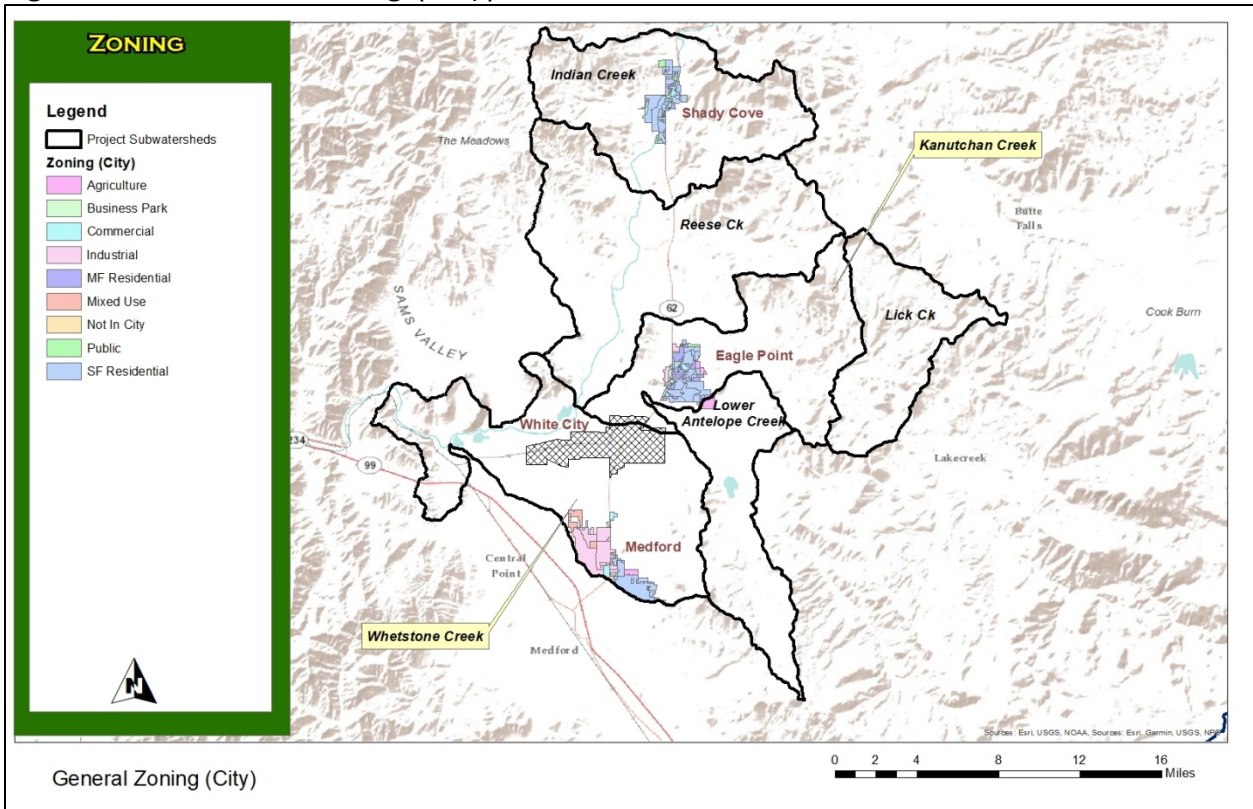 ZONING
Legend
Project Subwatersheds
Zoning (City)
Agriculture
Business Park
Commercial
Industrial
MF Residential
Mixed Use
Not In City
Public
SF Residential
N
Indian Creek
Shady Cove
The Meadows
Kanutchan Creek
Butte
Falls
Reese Ck
SAMS VALLEY
62
Lick Ck
Cook Burn
Eagle Point
Lower
Antelope Creek
White City
234
99
Lakecreek
Medford
Central
Point
Whetstone Creek
Medford
Sources: Esri, USGS, NOAA, Sources: Esri, Garmin, USGS, NPS
General Zoning (City)
0 2 4 8 12 16
Miles